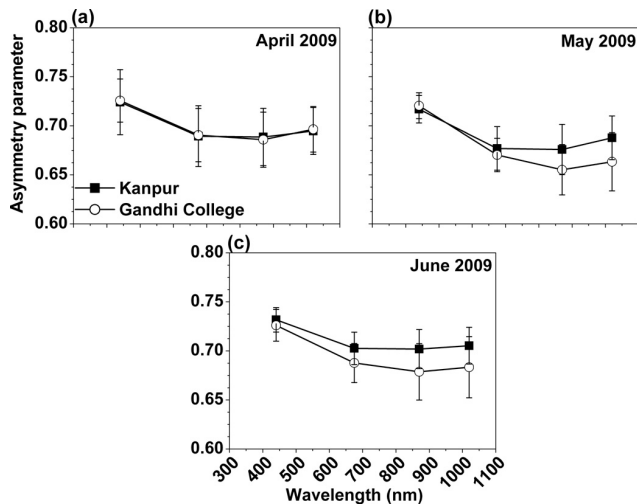 (a)
April 2009
Asymmetry parameter
0.80
0.75
0.70
0.65
0.60
Kanpur
Gandhi College
(b)
May 2009
(c)
June 2009
0.80
0.75
0.70
0.65
0.60
300 400 500 600 700 800 900 1000 1100
Wavelength (nm)